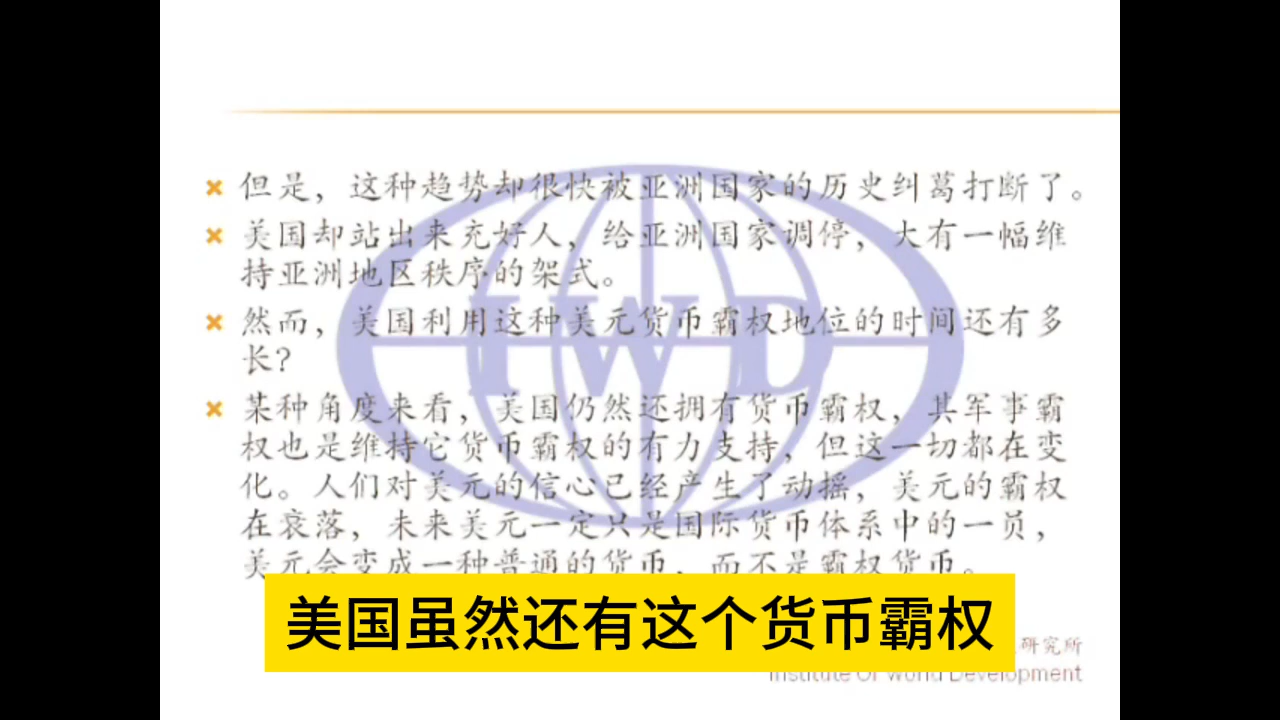 但是，这种趋势却很快被亚洲国家的历史纠葛打断了。
美国却站出来充好人，给亚洲国家调停，大有一幅维
持亚洲地区秩序的架式。
然而，美国利用这种美元货币霸权地位的时间还有多
长？
某种角度来看，美国仍然还拥有货币霸权，其军事霸
权也是维持它货币霸权的有力支持，但这一切都在变
化。人们对美元的信心已经产生了动摇，美元的霸权
在衰落，未来美元一定只是国际货币体系中的一员，
美元会变成一种普通的货币，而不是霸权货币。
IWD
美国虽然还有这个货币霸权
研究所
Institute Of World Development